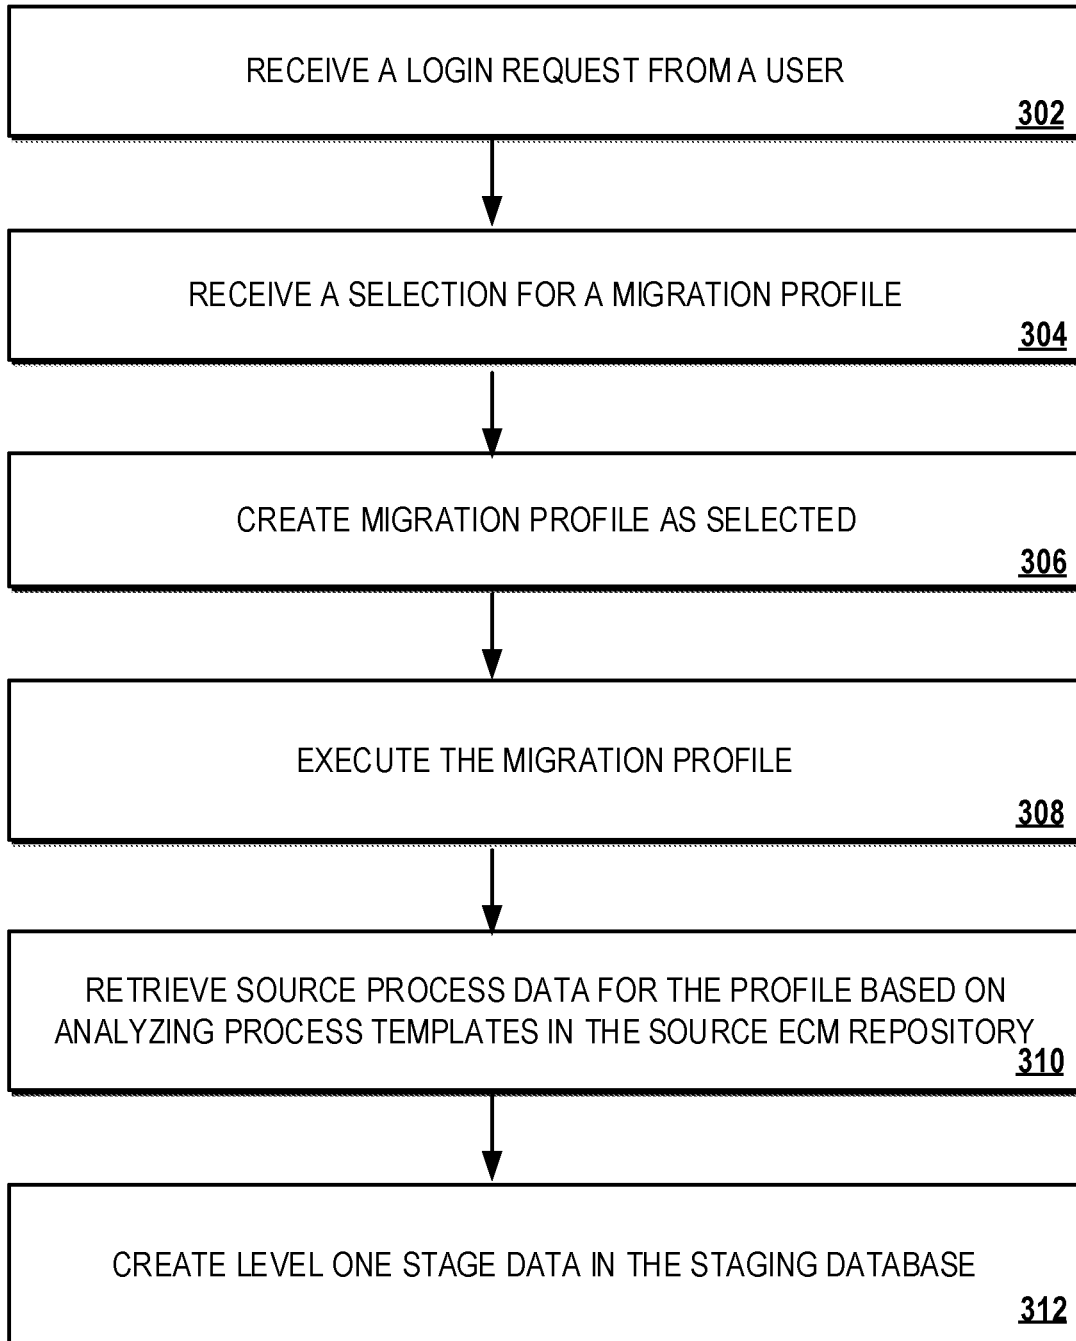 RECEIVE A LOGIN REQUEST FROM A USER
302
RECEIVE A SELECTION FOR A MIGRATION PROFILE
304
CREATE MIGRATION PROFILE AS SELECTED
306
EXECUTE THE MIGRATION PROFILE
308
RETRIEVE SOURCE PROCESS DATA FOR THE PROFILE BASED ON
ANALYZING PROCESS TEMPLATES IN THE SOURCE ECM REPOSITORY
310
CREATE LEVEL ONE STAGE DATA IN THE STAGING DATABASE
312